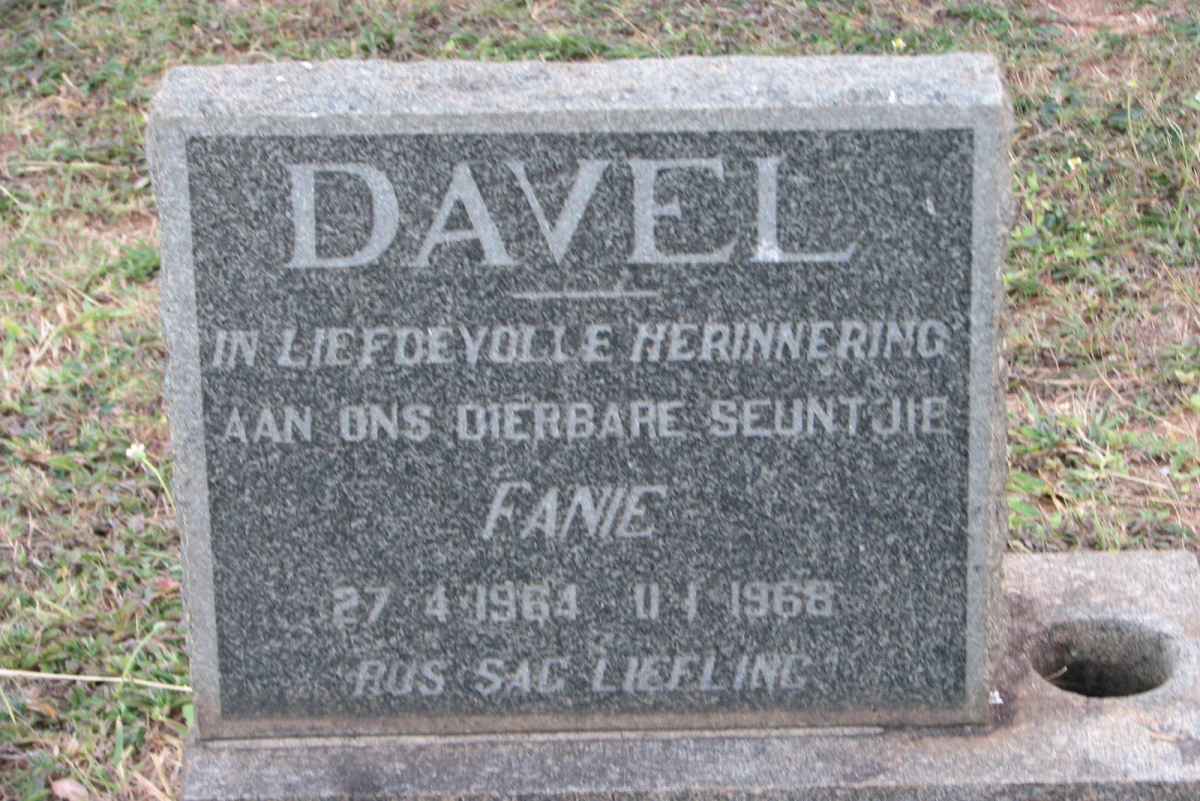 DAVEL
IN LIEFDEVOLLE HERINNERING
AAN ONS DIERBARE SEUNTJIE
FANIE
27 4 1964 11 1 1968
RUS SAG LIEFLING